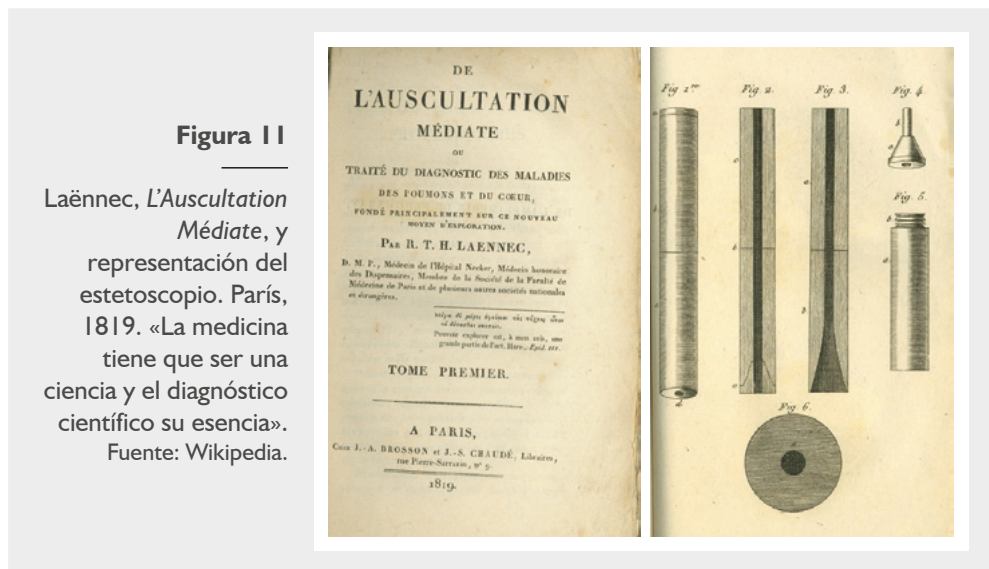 Figura 11
Laënnec, L'Auscultation
Médiate, y
representación del
estetoscopio. París,
1819. «La medicina
tiene que ser una
ciencia y el diagnóstico
científico su esencia».
Fuente: Wikipedia.
DE
L'AUSCULTATION
MÉDIATE
OU
TRAITÉ DU DIAGNOSTIC DES MALADIES
DES POUMONS ET DU CŒUR,
FONDÉ PRINCIPALEMENT SUR CE NOUVEAU
MOYEN D'EXPLORATION.
PAR R. T. H. LAENNEC,
D. M. P., Médecin de l'Hôpital Necker, Médecin honoraire
des Dispensaires, Membre de la Société de la Faculté de
Médecine de Paris et de plusieurs autres sociétés nationales
et étrangères.
Pouvoir explorer est, à mon avis, une
grande partie de l'art. Hipp., Epid. III.
TOME PREMIER.
A PARIS,
CHEZ J.-A. BROSSON et J.-S. CHAUDÉ, Libraires,
rue Pierre-Sarrazin, n° 9.
1819.
Fig 1re
Fig. 2.
Fig. 3.
Fig. 4.
Fig. 5.
Fig. 6.